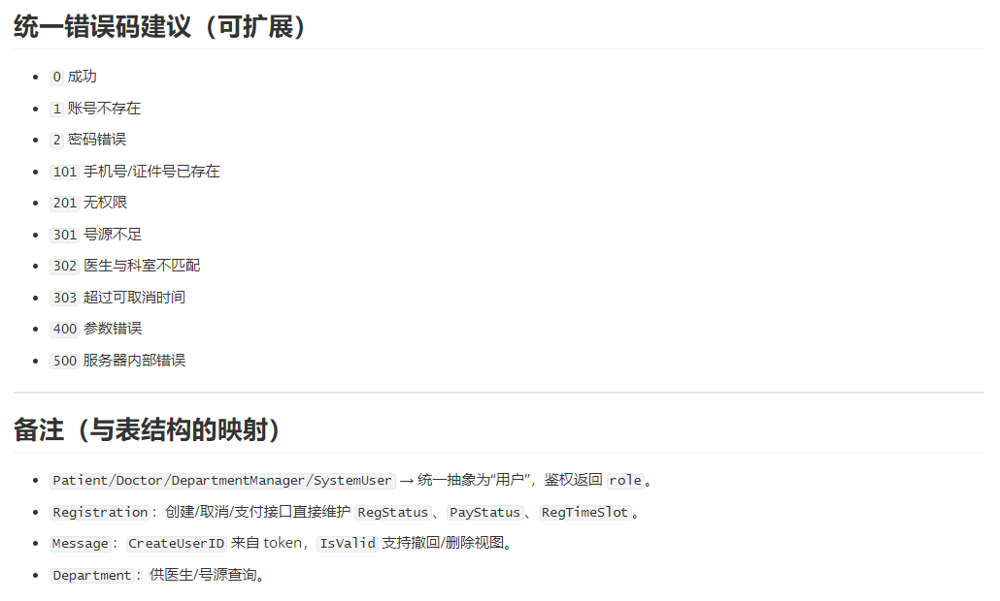 统一错误码建议（可扩展）
0 成功
1 账号不存在
2 密码错误
101 手机号/证件号已存在
201 无权限
301 号源不足
302 医生与科室不匹配
303 超过可取消时间
400 参数错误
500 服务器内部错误
备注（与表结构的映射）
Patient/Doctor/DepartmentManager/SystemUser → 统一抽象为“用户”，鉴权返回 role。
Registration：创建/取消/支付接口直接维护 RegStatus、PayStatus、RegTimeSlot。
Message：CreateUserID 来自 token，IsValid 支持撤回/删除视图。
Department：供医生/号源查询。